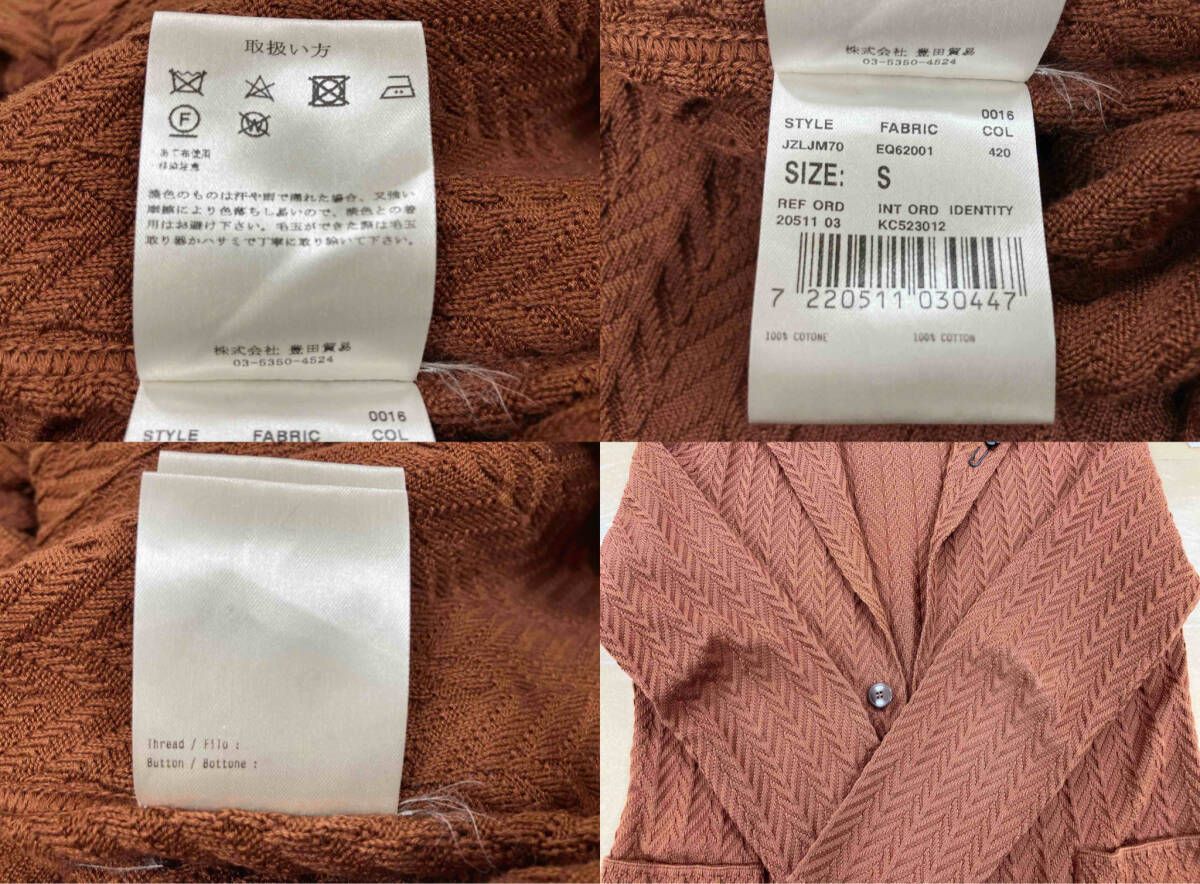 取扱い方
F
W
あて布使用
移染注意
濃色のものは汗や雨で濡れた場合、又強い
摩擦により色落ちし易いので、淡色との着
用はお避け下さい。毛玉ができた際は毛玉
取り器かハサミで丁寧に取り除いて下さい。
株式会社 豊田貿易
03-5350-4524
0016
STYLE FABRIC COL
株式会社 豊田貿易
03-5350-4524
0016
STYLE FABRIC COL
JZLJM70 EQ62001 420
SIZE: S
REF ORD INT ORD IDENTITY
20511 03 KC523012
7 220511 030447
100% COTONE 100% COTTON
Thread / Filo :
Button / Bottone :